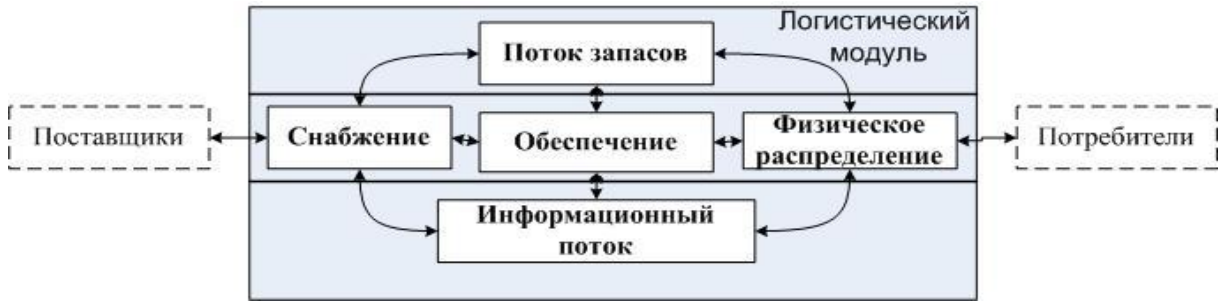 Логистический
модуль
Поток запасов
Поставщики
Снабжение
Обеспечение
Физическое
распределение
Потребители
Информационный
поток